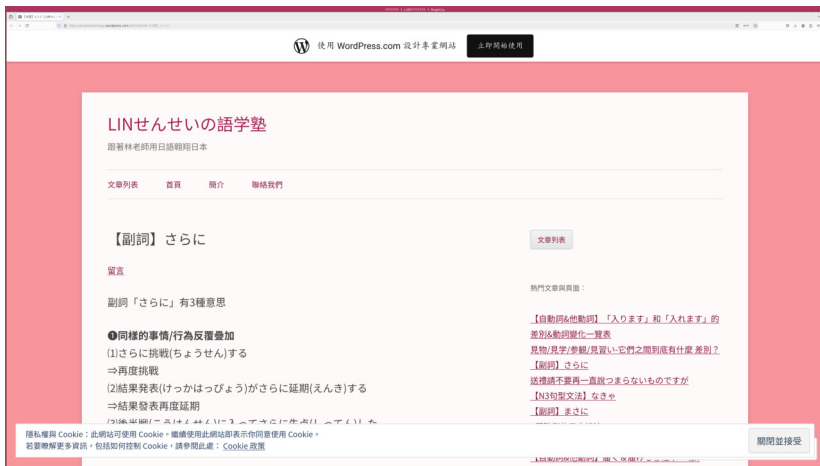 使用 WordPress.com 設計專業網站
立即開始使用
LINせんせいの語学塾
跟著林老師用日語翱翔日本
文章列表
首頁
簡介
聯絡我們
【副詞】さらに
留言
副詞「さらに」有3種意思
❶同樣的事情/行為反覆疊加
⑴さらに挑戦(ちょうせん)する
⇒再度挑戰
⑵結果発表(けっかはっぴょう)がさらに延期(えんき)する
⇒結果發表再度延期
文章列表
熱門文章與頁面：
【自動詞&他動詞】「入ります」和「入れます」的
差別&動詞變化一覽表
見物/見学/参観/見習い-它們之間到底有什麼 差別？
【副詞】さらに
送禮請不要再一直說つまらないものですが
【N3句型文法】なきゃ
【副詞】まさに
隱私權與 Cookie：此網站可使用 Cookie。繼續使用此網站即表示你同意使用 Cookie。
若要瞭解更多資訊，包括如何控制 Cookie，請參閱此處： Cookie 政策
關閉並接受